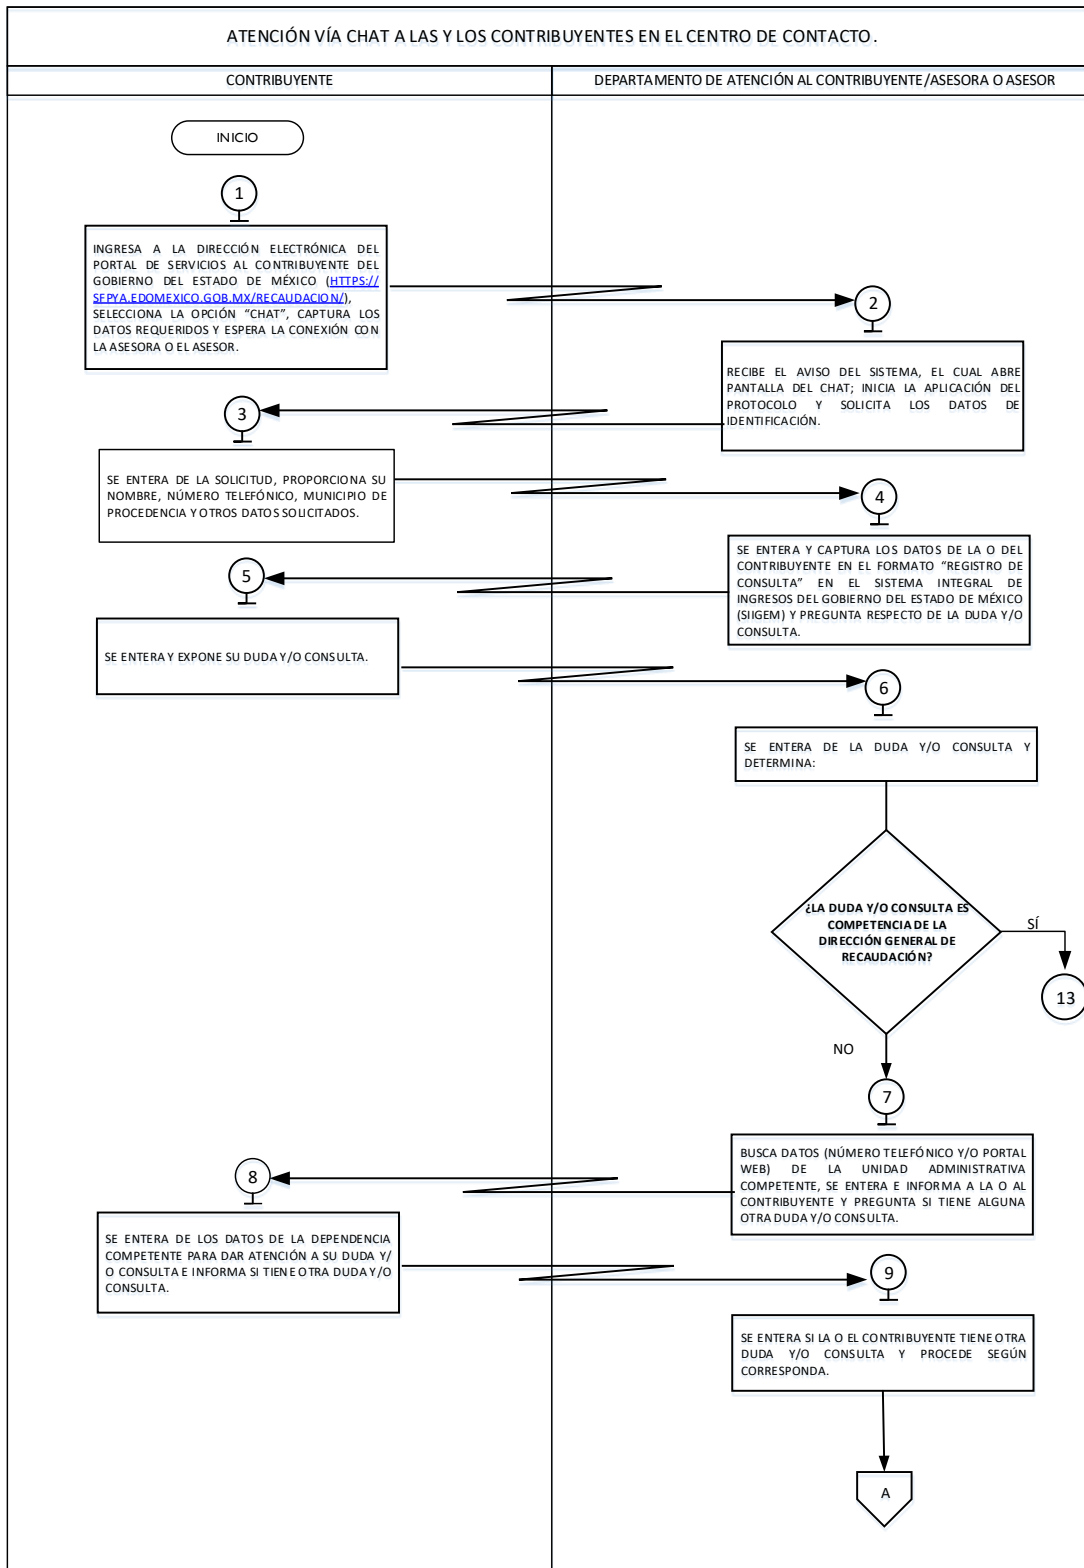 ATENCIÓN VÍA CHAT A LAS Y LOS CONTRIBUYENTES EN EL CENTRO DE CONTACTO.
CONTRIBUYENTE
DEPARTAMENTO DE ATENCIÓN AL CONTRIBUYENTE/ASESORA O ASESOR
INICIO
1
INGRESA A LA DIRECCIÓN ELECTRÓNICA DEL
PORTAL DE SERVICIOS AL CONTRIBUYENTE DEL
GOBIERNO DEL ESTADO DE MÉXICO (HTTPS://
SFPYA.EDOMEXICO.GOB.MX/RECAUDACION/),
SELECCIONA LA OPCIÓN “CHAT”, CAPTURA LOS
DATOS REQUERIDOS Y ESPERA LA CONEXIÓN CON
LA ASESORA O EL ASESOR.
2
RECIBE EL AVISO DEL SISTEMA, EL CUAL ABRE
PANTALLA DEL CHAT; INICIA LA APLICACIÓN DEL
PROTOCOLO Y SOLICITA LOS DATOS DE
IDENTIFICACIÓN.
3
SE ENTERA DE LA SOLICITUD, PROPORCIONA SU
NOMBRE, NÚMERO TELEFÓNICO, MUNICIPIO DE
PROCEDENCIA Y OTROS DATOS SOLICITADOS.
4
SE ENTERA Y CAPTURA LOS DATOS DE LA O DEL
CONTRIBUYENTE EN EL FORMATO “REGISTRO DE
CONSULTA” EN EL SISTEMA INTEGRAL DE
INGRESOS DEL GOBIERNO DEL ESTADO DE MÉXICO
(SIIGEM) Y PREGUNTA RESPECTO DE LA DUDA Y/O
CONSULTA.
5
SE ENTERA Y EXPONE SU DUDA Y/O CONSULTA.
6
SE ENTERA DE LA DUDA Y/O CONSULTA Y
DETERMINA:
¿LA DUDA Y/O CONSULTA ES
COMPETENCIA DE LA
DIRECCIÓN GENERAL DE
RECAUDACIÓN?
SÍ
13
NO
7
BUSCA DATOS (NÚMERO TELEFÓNICO Y/O PORTAL
WEB) DE LA UNIDAD ADMINISTRATIVA
COMPETENTE, SE ENTERA E INFORMA A LA O AL
CONTRIBUYENTE Y PREGUNTA SI TIENE ALGUNA
OTRA DUDA Y/O CONSULTA.
8
SE ENTERA DE LOS DATOS DE LA DEPENDENCIA
COMPETENTE PARA DAR ATENCIÓN A SU DUDA Y/
O CONSULTA E INFORMA SI TIENE OTRA DUDA Y/O
CONSULTA.
9
SE ENTERA SI LA O EL CONTRIBUYENTE TIENE OTRA
DUDA Y/O CONSULTA Y PROCEDE SEGÚN
CORRESPONDA.
A